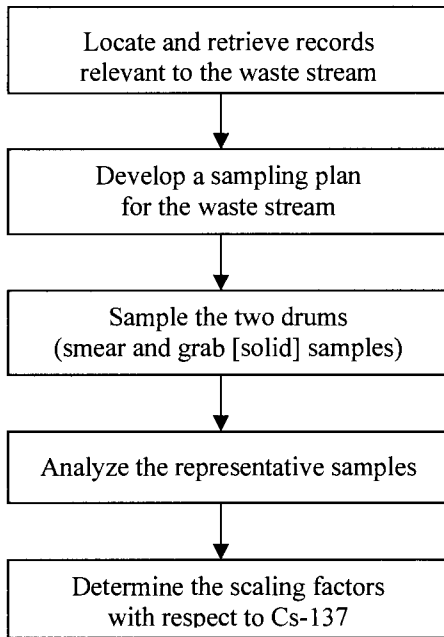 Locate and retrieve records
relevant to the waste stream
Develop a sampling plan
for the waste stream
Sample the two drums
(smear and grab [solid] samples)
Analyze the representative samples
Determine the scaling factors
with respect to Cs-137